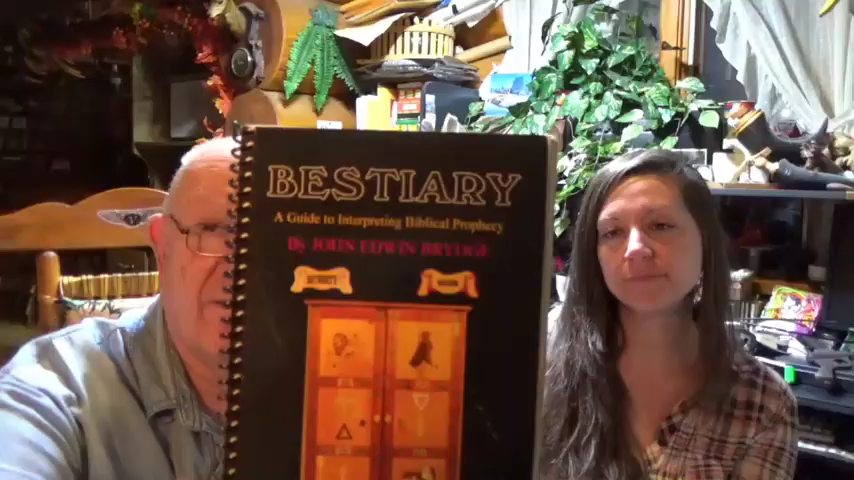 BESTIARY
A Guide to Interpreting Biblical Prophecy
By JOHN EDWIN BRYDGE